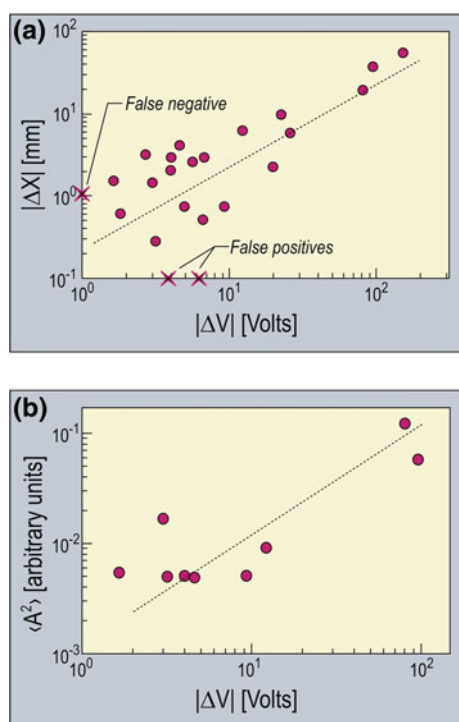 (a)
10²
10¹
10⁰
10⁻¹
|ΔX| [mm]
False negative
False positives
10⁰ 10¹ 10²
|ΔV| [Volts]
(b)
10⁻¹
10⁻²
10⁻³
⟨A²⟩ [arbitrary units]
10⁰ 10¹ 10²
|ΔV| [Volts]